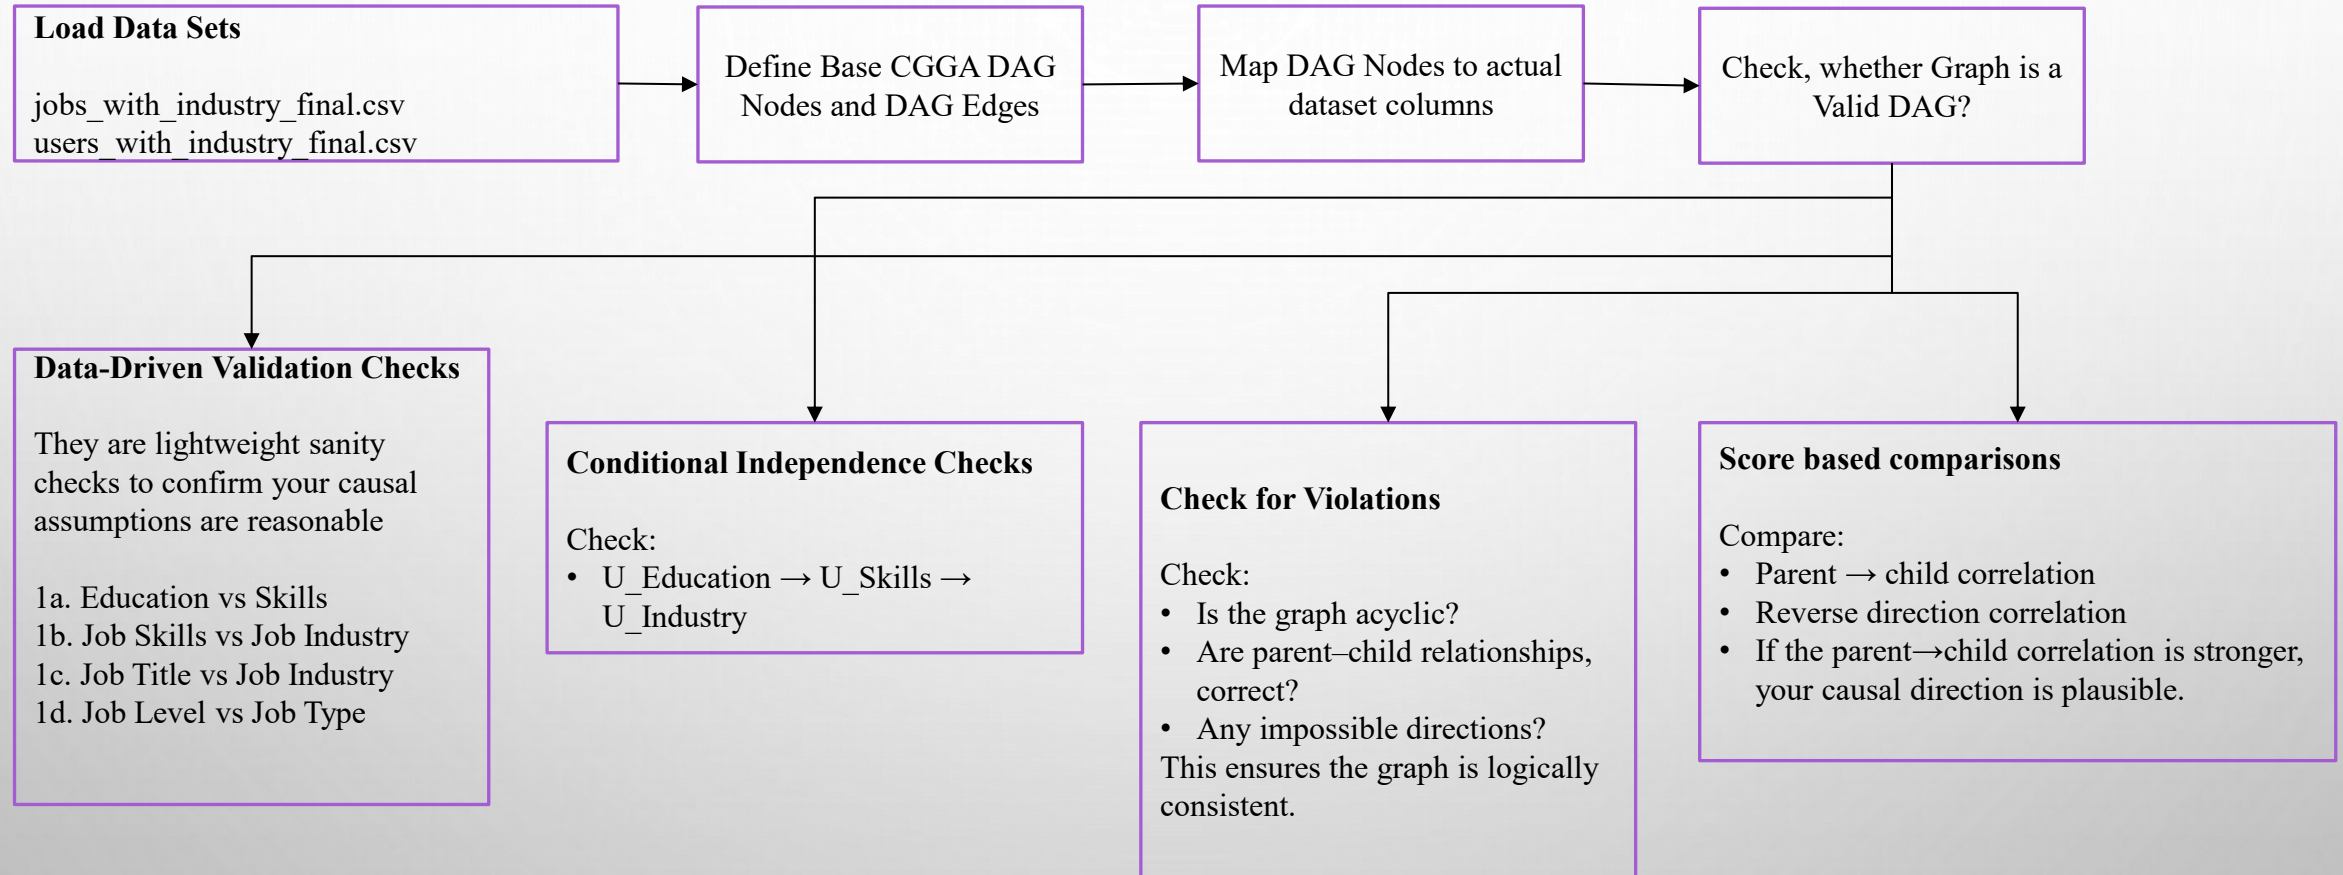 Load Data Sets
jobs_with_industry_final.csv
users_with_industry_final.csv
Define Base CGGA DAG
Nodes and DAG Edges
Map DAG Nodes to actual
dataset columns
Check, whether Graph is a
Valid DAG?
Data-Driven Validation Checks
They are lightweight sanity
checks to confirm your causal
assumptions are reasonable
1a. Education vs Skills
1b. Job Skills vs Job Industry
1c. Job Title vs Job Industry
1d. Job Level vs Job Type
Conditional Independence Checks
Check:
• U_Education → U_Skills →
U_Industry
Check for Violations
Check:
• Is the graph acyclic?
• Are parent–child relationships,
correct?
• Any impossible directions?
This ensures the graph is logically
consistent.
Score based comparisons
Compare:
• Parent → child correlation
• Reverse direction correlation
• If the parent→child correlation is stronger,
your causal direction is plausible.